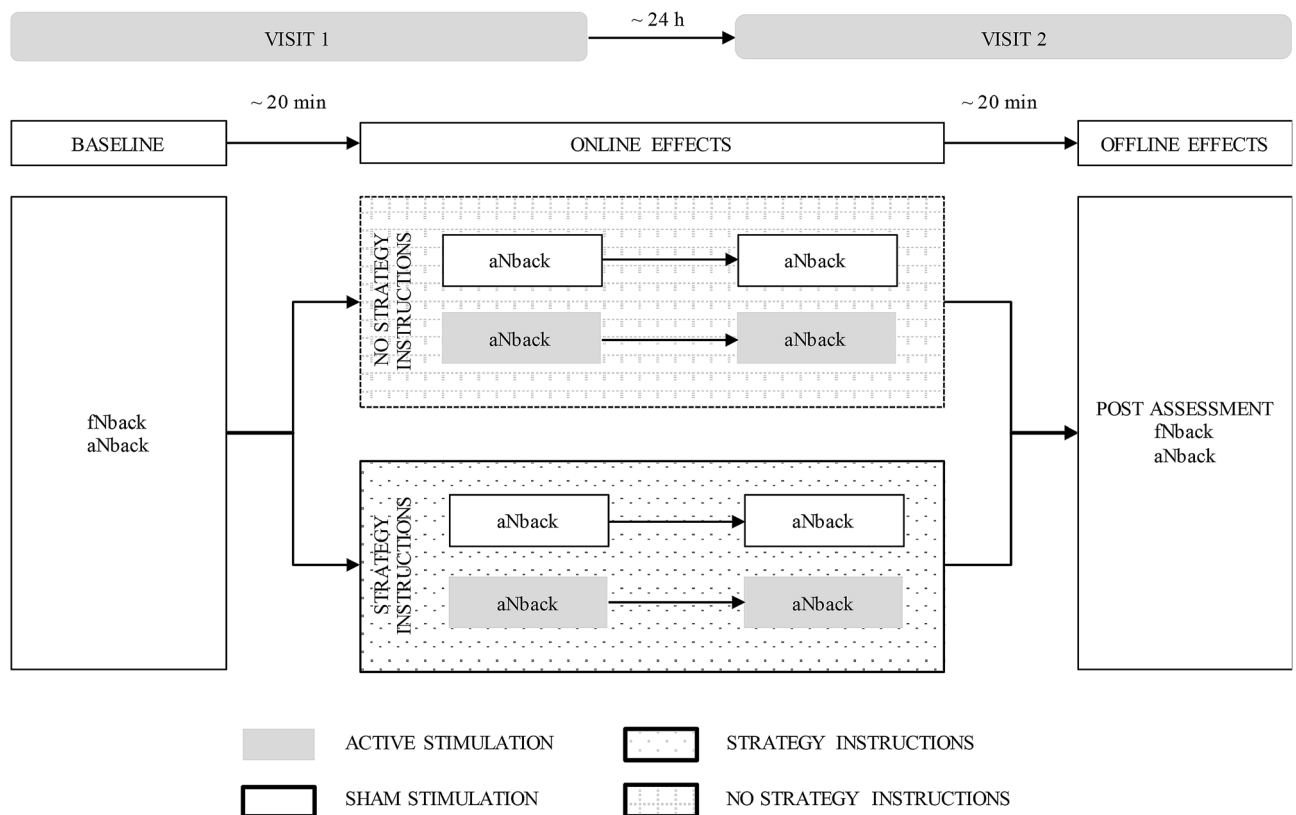 VISIT 1
~ 24 h
VISIT 2
~ 20 min
~ 20 min
BASELINE
ONLINE EFFECTS
OFFLINE EFFECTS
fNback
aNback
NO STRATEGY
INSTRUCTIONS
aNback
aNback
aNback
aNback
STRATEGY
INSTRUCTIONS
aNback
aNback
aNback
aNback
POST ASSESSMENT
fNback
aNback
ACTIVE STIMULATION
STRATEGY INSTRUCTIONS
SHAM STIMULATION
NO STRATEGY INSTRUCTIONS